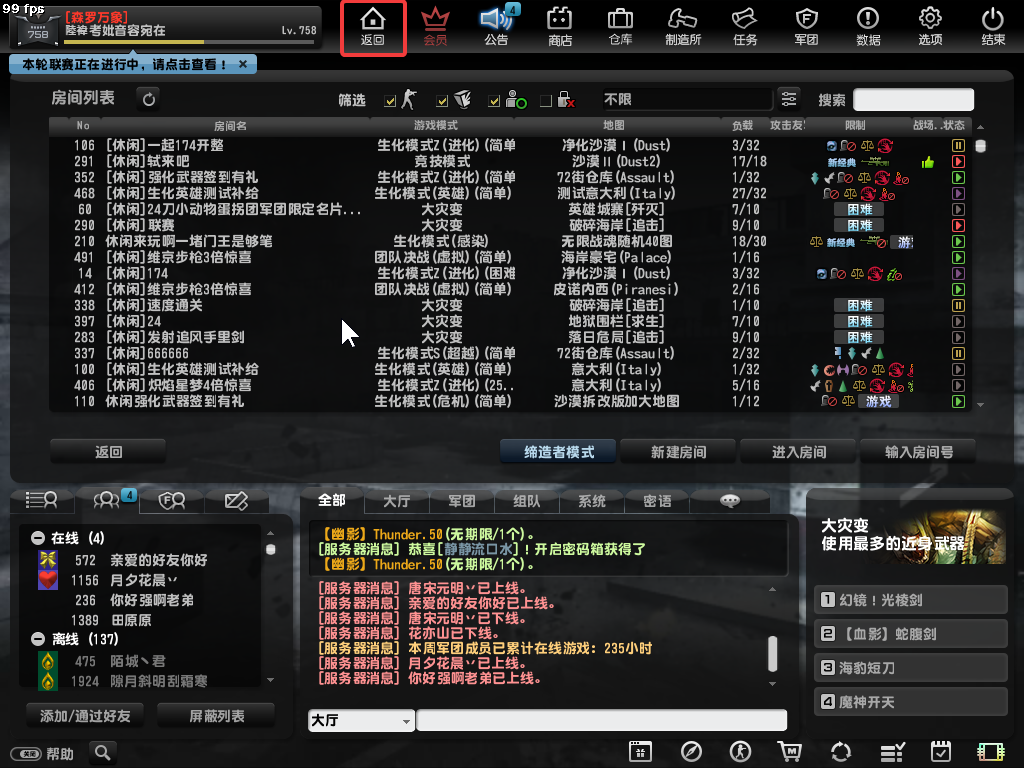 99 fps
[森罗万象]
758
陸褘老妣音容宛在
Lv.758
返回
会员
公告
4
商店
仓库
制造所
任务
军团
数据
选项
结束
本轮联赛正在进行中，请点击查看！ ×
房间列表
筛选
不限
搜索
No 房间名 游戏模式 地图 负载 攻击友 限制 战场.. 状态
106 [休闲]一起174开整 生化模式Z(进化)(简单 净化沙漠Ⅰ(Dust) 3/32
291 [休闲]轼来吧 竞技模式 沙漠Ⅱ(Dust2) 17/18 新经典
352 [休闲]强化武器签到有礼 生化模式Z(进化)(简单 72街仓库(Assault) 1/32
468 [休闲]生化英雄测试补给 生化模式(英雄)(简单) 测试意大利(Italy) 27/32
60 [休闲]24刀小动物蛋拐团军团限定名片... 大灾变 英雄城寨[歼灭] 7/10 困难
290 [休闲]联赛 大灾变 破碎海岸[追击] 9/10 困难
210 休闲来玩啊一堵门王是够笔 生化模式(感染) 无限战魂随机40图 18/30 新经典 游
491 [休闲]维京步枪3倍惊喜 团队决战(虚拟)(简单) 海岸豪宅(Palace) 1/16
14 [休闲]174 生化模式Z(进化)(困难 净化沙漠Ⅰ(Dust) 3/32
412 [休闲]维京步枪3倍惊喜 团队决战(虚拟)(简单) 皮诺内西(Piranesi) 2/16
338 [休闲]速度通关 大灾变 破碎海岸[追击] 1/10 困难
397 [休闲]24 大灾变 地狱围栏[求生] 7/10 困难
283 [休闲]发射追风手里剑 大灾变 落日危局[追击] 9/10 困难
337 [休闲]666666 生化模式S(超越)(简单 72街仓库(Assault) 2/32
100 [休闲]生化英雄测试补给 生化模式(英雄)(简单) 意大利(Italy) 1/32
406 [休闲]炽焰星梦4倍惊喜 生化模式Z(进化)(25.. 意大利(Italy) 5/16
110 休闲强化武器签到有礼 生化模式(危机)(简单) 沙漠拆改版加大地图 1/12 游戏
返回
缔造者模式
新建房间
进入房间
输入房间号
4
在线 (4)
572 亲爱的好友你好
1156 月夕花晨丷
236 你好强啊老弟
1389 田原原
离线 (137)
475 陌城丶君
1924 隙月斜明刮霜寒
添加/通过好友
屏蔽列表
全部
大厅
军团
组队
系统
密语
【幽影】Thunder.50(无期限/1个)。
[服务器消息] 恭喜[静静流口水]！开启密码箱获得了
【幽影】Thunder.50(无期限/1个)。
[服务器消息] 唐宋元明丷已上线。
[服务器消息] 亲爱的好友你好已上线。
[服务器消息] 唐宋元明丷已下线。
[服务器消息] 花亦山已下线。
[服务器消息] 本周军团成员已累计在线游戏：235小时
[服务器消息] 月夕花晨丷已上线。
[服务器消息] 你好强啊老弟已上线。
大厅
大灾变
使用最多的近身武器
1 幻镜！光棱剑
2 【血影】蛇腹剑
3 海豹短刀
4 魔神开天
帮助